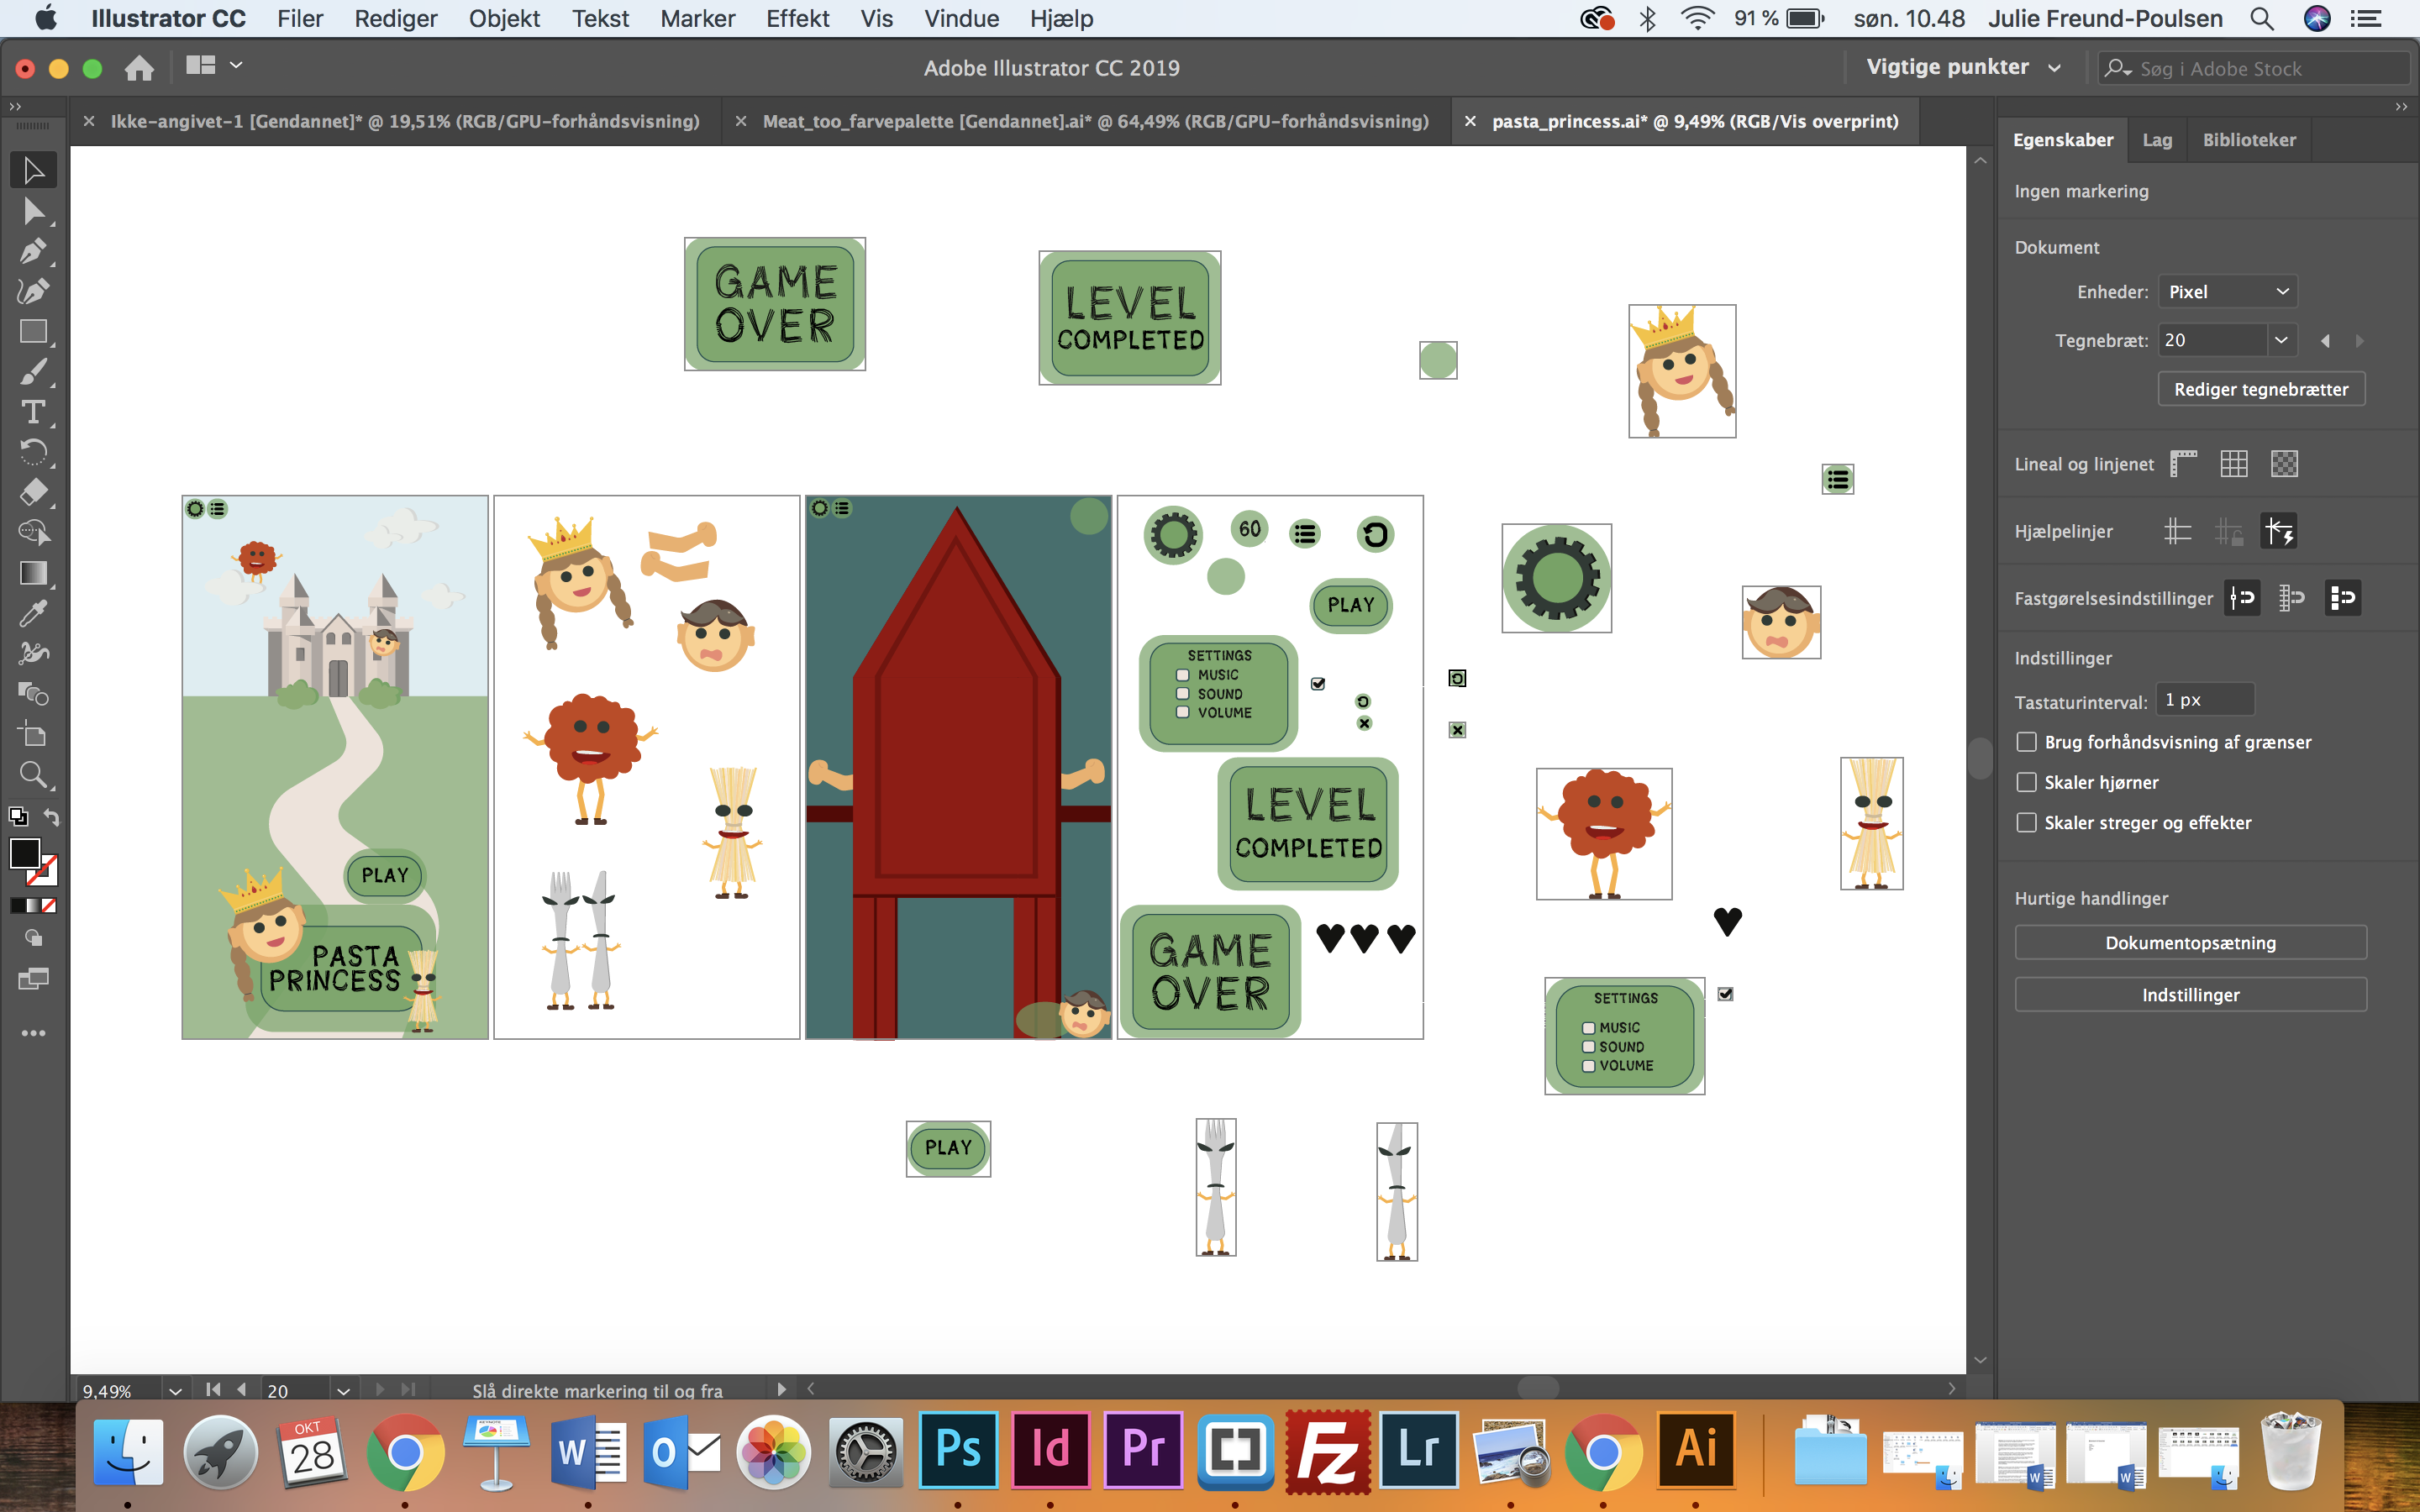 Illustrator CC Filer Rediger Objekt Tekst Marker Effekt Vis Vindue Hjælp 91 % søn. 10.48 Julie Freund-Poulsen
Adobe Illustrator CC 2019 Vigtige punkter Søg i Adobe Stock
Ikke-angivet-1 [Gendannet]* @ 19,51% (RGB/GPU-forhåndsvisning) Meat_too_farvepalette [Gendannet].ai* @ 64,49% (RGB/GPU-forhåndsvisning) pasta_princess.ai* @ 9,49% (RGB/Vis overprint)
Egenskaber Lag Biblioteker
Ingen markering
Dokument
Enheder: Pixel
Tegnebræt: 20
Rediger tegnebrætter
Lineal og linjenet
Hjælpelinjer
Fastgørelsesindstillinger
Indstillinger
Tastaturinterval: 1 px
Brug forhåndsvisning af grænser
Skaler hjørner
Skaler streger og effekter
Hurtige handlinger
Dokumentopsætning
Indstillinger
GAME
OVER
LEVEL
COMPLETED
60
PLAY
SETTINGS
MUSIC
SOUND
VOLUME
LEVEL
COMPLETED
PLAY
PASTA
PRINCESS
GAME
OVER
SETTINGS
MUSIC
SOUND
VOLUME
PLAY
9,49% 20 Slå direkte markering til og fra
OKT
28
W
O
Ps
Id
Pr
Fz
Lr
Ai
W
W